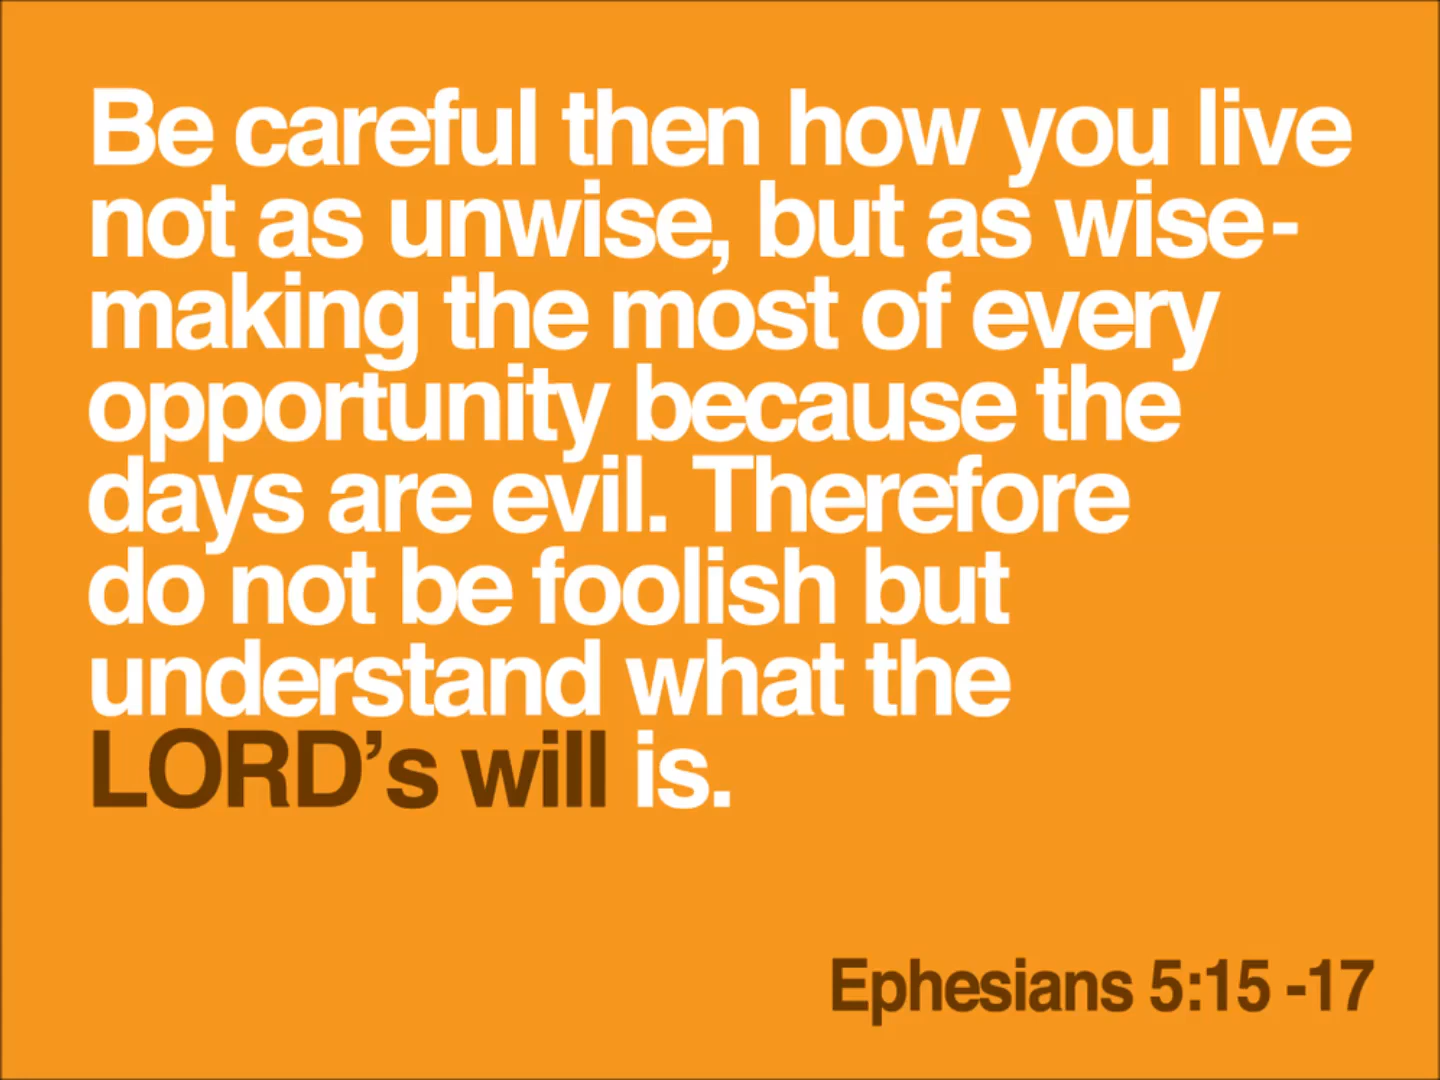 Be careful then how you live
not as unwise, but as wise-
making the most of every
opportunity because the
days are evil. Therefore
do not be foolish but
understand what the
LORD’s will is.
Ephesians 5:15 -17